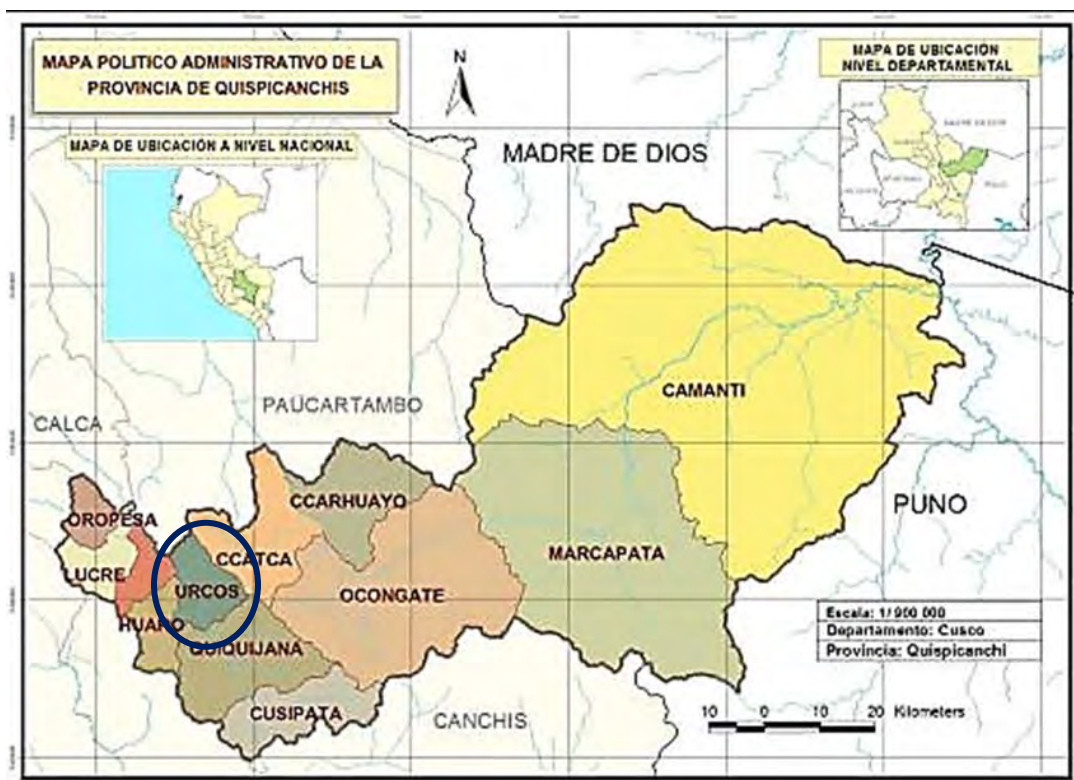 MAPA POLITICO ADMINISTRATIVO DE LA
PROVINCIA DE QUISPICANCHIS
N
MAPA DE UBICACIÓN
NIVEL DEPARTAMENTAL
MAPA DE UBICACIÓN A NIVEL NACIONAL
MADRE DE DIOS
CAMANTI
PAUCARTAMBO
CALCA
CCARHUAYO
PUNO
OROPESA
MARCAPATA
CCATCA
UCRE
URCOS
OCONGATE
HUARO
QUIQUIJANA
CUSIPATA
CANCHIS
Escala: 1/900 000
Departamento: Cusco
Provincia: Quispicanchi
10 0 10 20 Kilometers